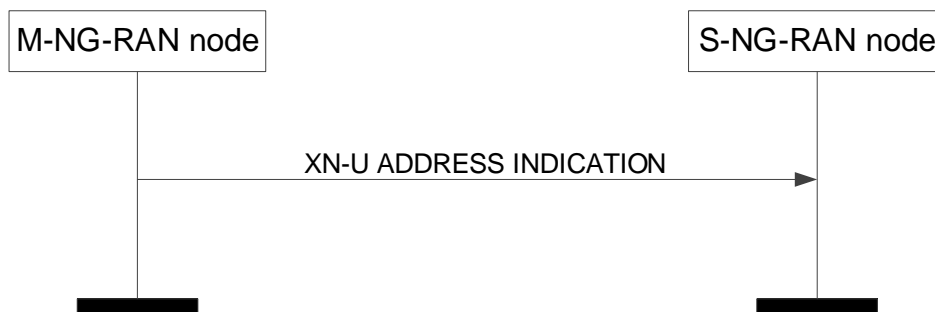 M-NG-RAN node
S-NG-RAN node
XN-U ADDRESS INDICATION